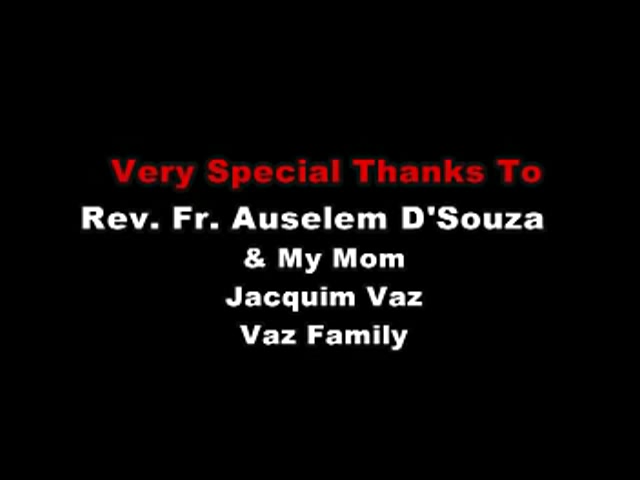 Very Special Thanks To
Rev. Fr. Auselem D'Souza
& My Mom
Jacquim Vaz
Vaz Family